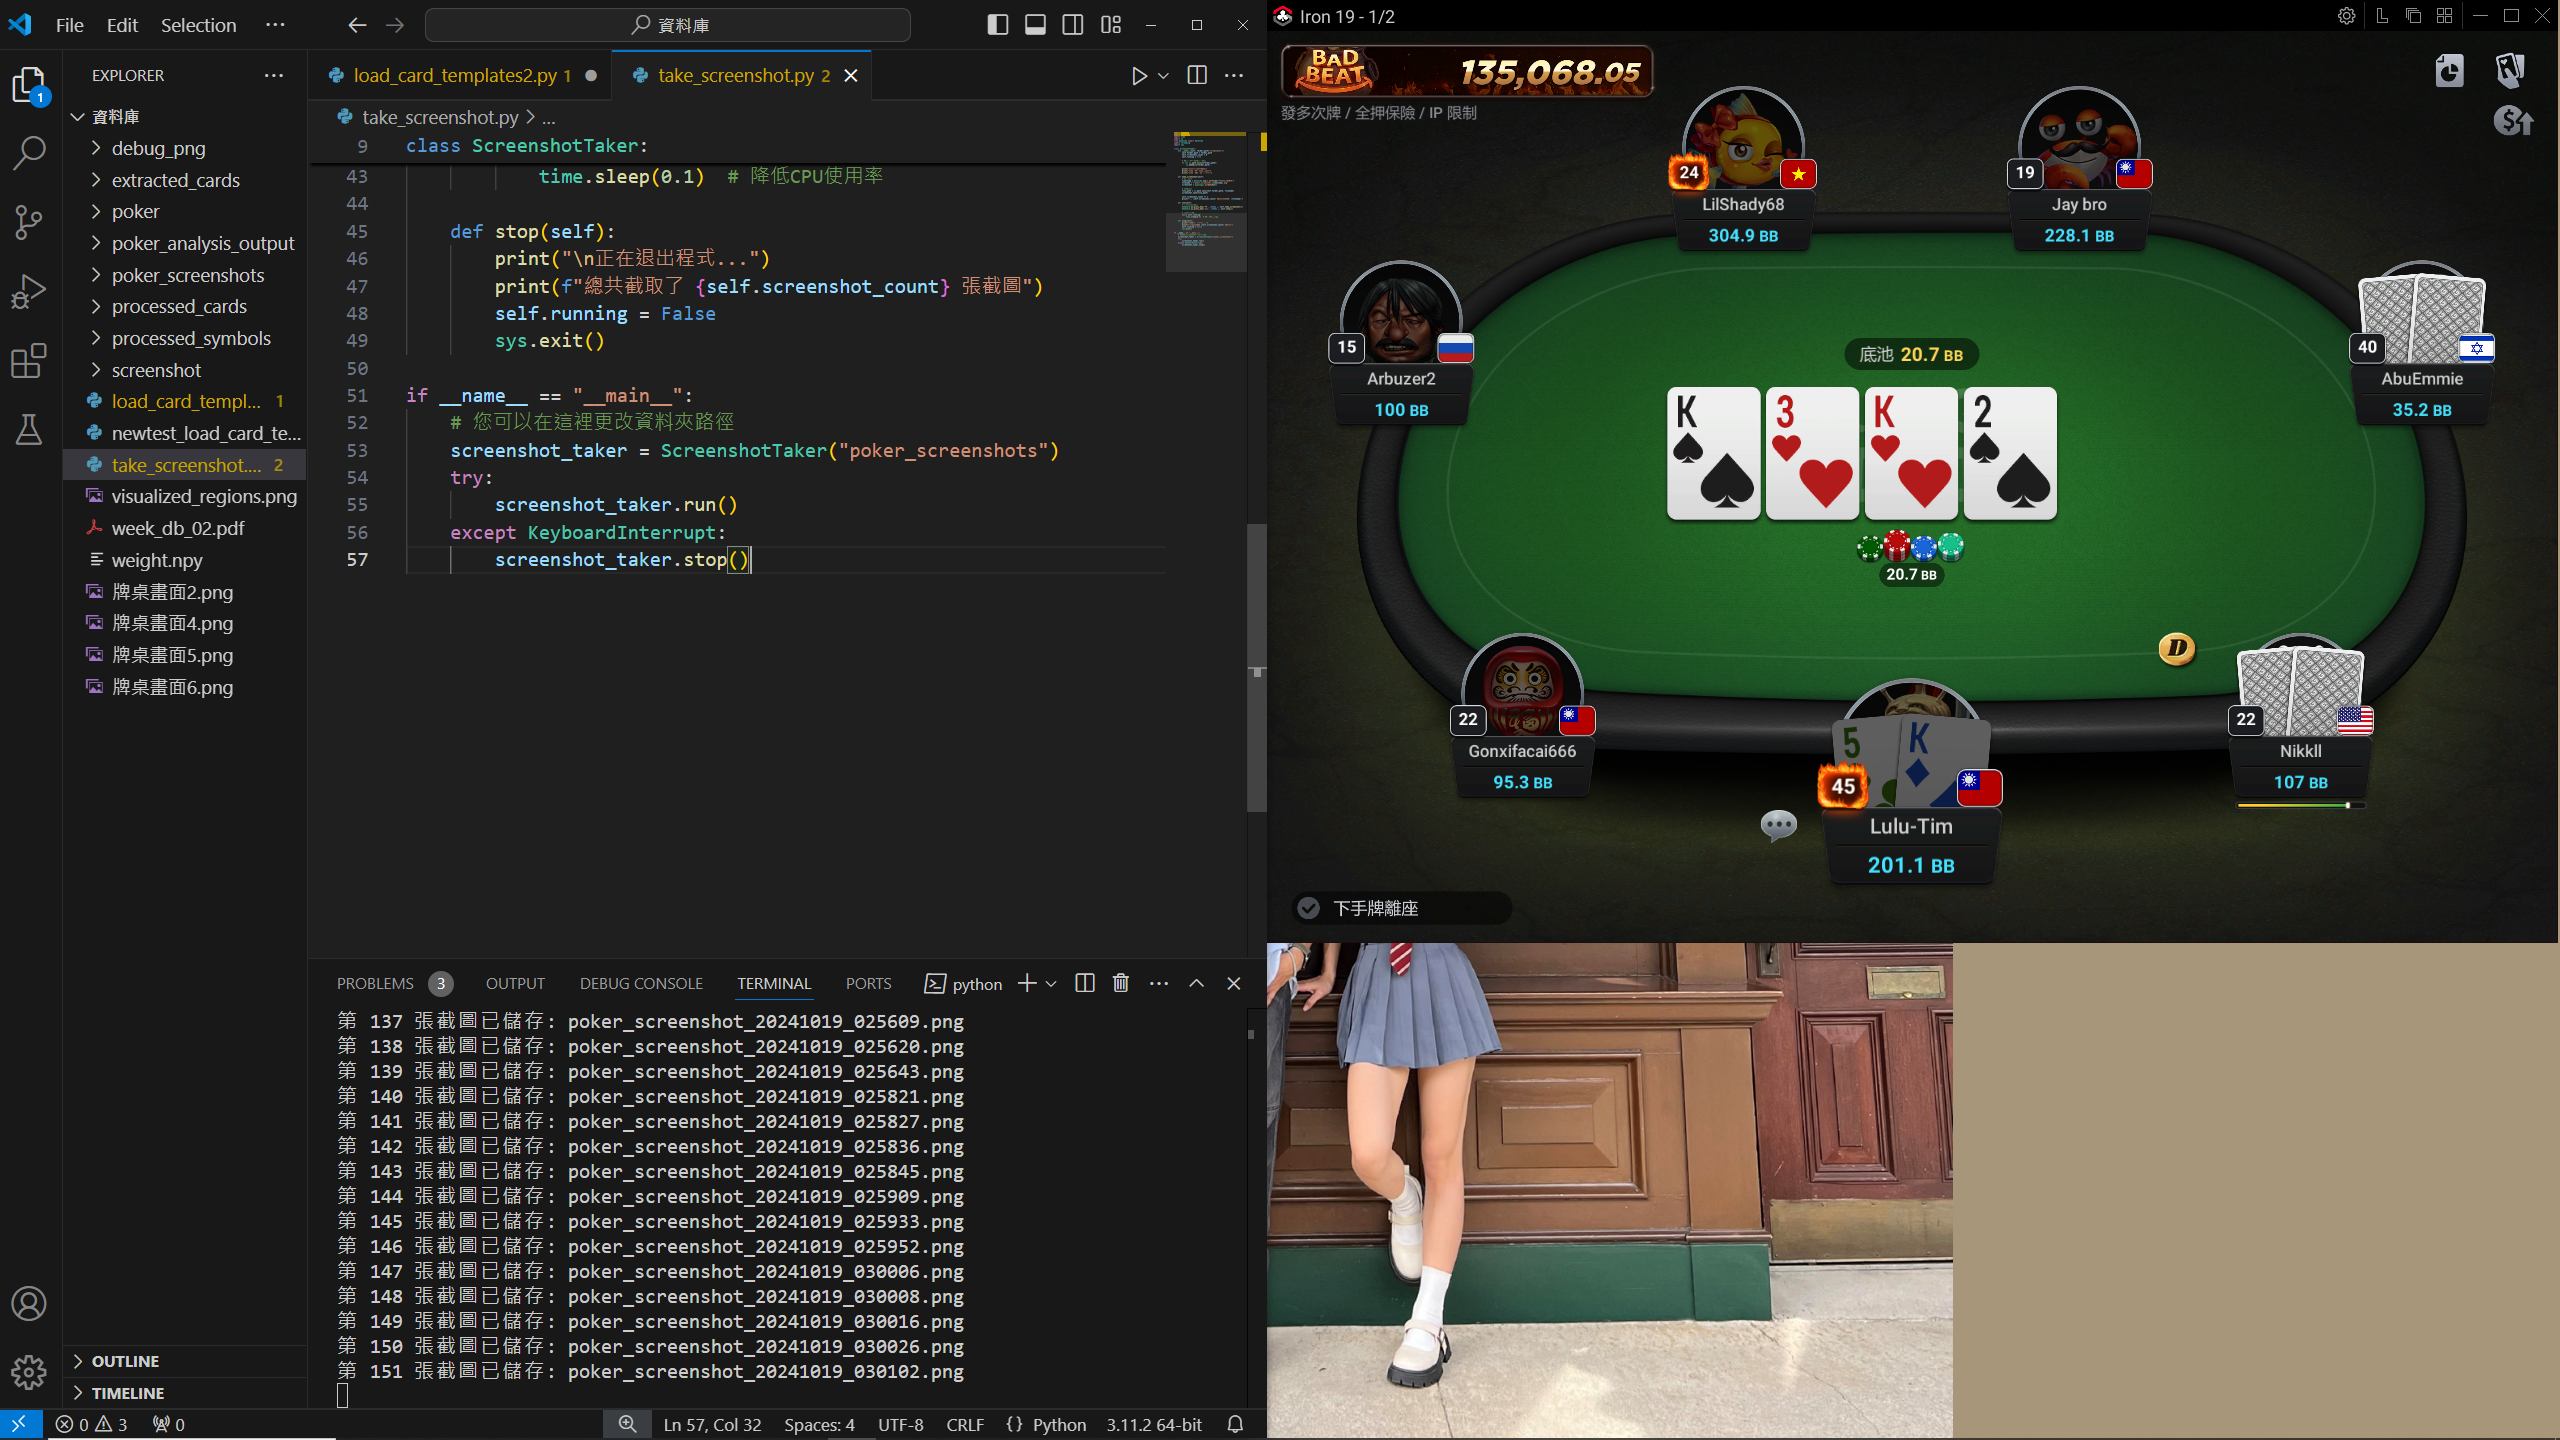 File Edit Selection ···
資料庫
EXPLORER ···
資料庫
debug_png
extracted_cards
poker
poker_analysis_output
poker_screenshots
processed_cards
processed_symbols
screenshot
load_card_templ... 1
newtest_load_card_te...
take_screenshot.... 2
visualized_regions.png
week_db_02.pdf
weight.npy
牌桌畫面2.png
牌桌畫面4.png
牌桌畫面5.png
牌桌畫面6.png
OUTLINE
TIMELINE
1
load_card_templates2.py 1
take_screenshot.py 2
take_screenshot.py > ...
9 class ScreenshotTaker:
43 time.sleep(0.1) # 降低CPU使用率
44
45 def stop(self):
46 print("\n正在退出程式...")
47 print(f"總共截取了 {self.screenshot_count} 張截圖")
48 self.running = False
49 sys.exit()
50
51 if __name__ == "__main__":
52 # 您可以在這裡更改資料夾路徑
53 screenshot_taker = ScreenshotTaker("poker_screenshots")
54 try:
55 screenshot_taker.run()
56 except KeyboardInterrupt:
57 screenshot_taker.stop()
PROBLEMS 3 OUTPUT DEBUG CONSOLE TERMINAL PORTS python
第 137 張截圖已儲存: poker_screenshot_20241019_025609.png
第 138 張截圖已儲存: poker_screenshot_20241019_025620.png
第 139 張截圖已儲存: poker_screenshot_20241019_025643.png
第 140 張截圖已儲存: poker_screenshot_20241019_025821.png
第 141 張截圖已儲存: poker_screenshot_20241019_025827.png
第 142 張截圖已儲存: poker_screenshot_20241019_025836.png
第 143 張截圖已儲存: poker_screenshot_20241019_025845.png
第 144 張截圖已儲存: poker_screenshot_20241019_025909.png
第 145 張截圖已儲存: poker_screenshot_20241019_025933.png
第 146 張截圖已儲存: poker_screenshot_20241019_025952.png
第 147 張截圖已儲存: poker_screenshot_20241019_030006.png
第 148 張截圖已儲存: poker_screenshot_20241019_030008.png
第 149 張截圖已儲存: poker_screenshot_20241019_030016.png
第 150 張截圖已儲存: poker_screenshot_20241019_030026.png
第 151 張截圖已儲存: poker_screenshot_20241019_030102.png
0 3 0 Ln 57, Col 32 Spaces: 4 UTF-8 CRLF {} Python 3.11.2 64-bit
Iron 19 - 1/2
BAD BEAT 135,068.05
發多次牌 / 全押保險 / IP 限制
24
LilShady68
304.9 BB
19
Jay bro
228.1 BB
15
Arbuzer2
100 BB
40
AbuEmmie
35.2 BB
底池 20.7 BB
K 3 K 2
20.7 BB
D
22
Gonxifacai666
95.3 BB
5 K
45
Lulu-Tim
201.1 BB
22
Nikkll
107 BB
下手牌離座